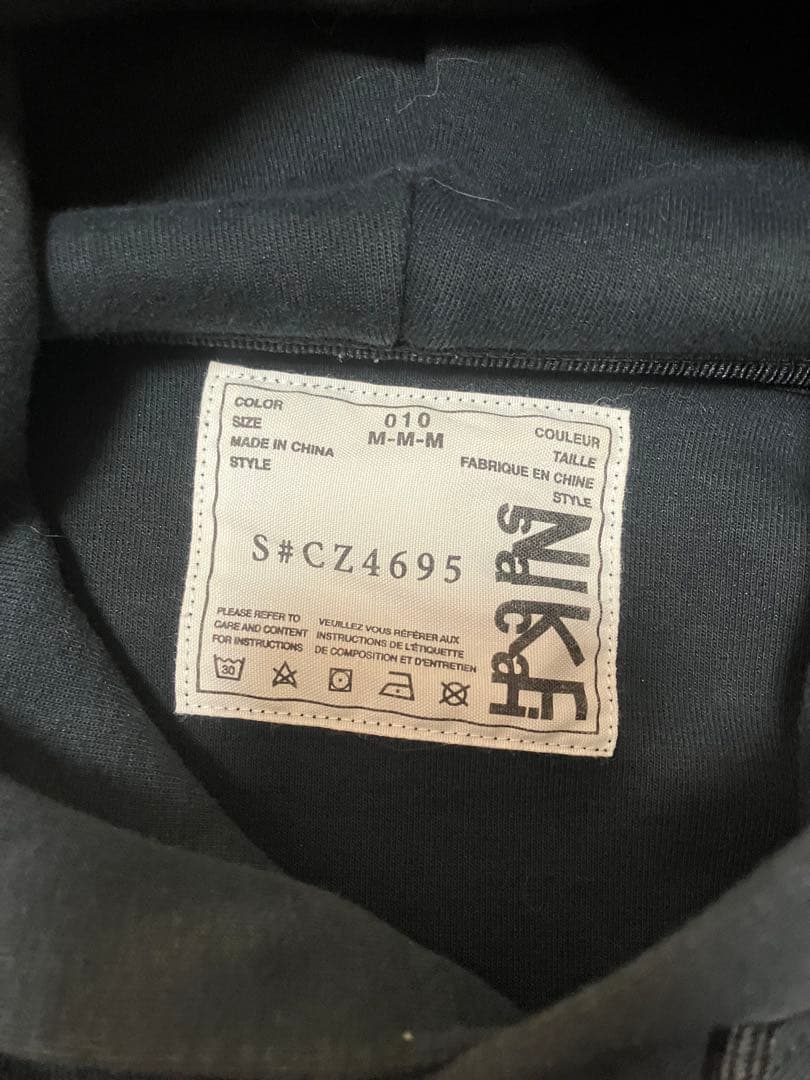 COLOR 010 COULEUR
SIZE M-M-M TAILLE
MADE IN CHINA FABRIQUE EN CHINE
STYLE STYLE
S#CZ4695
NIKE
sacai
PLEASE REFER TO
CARE AND CONTENT
FOR INSTRUCTIONS
VEUILLEZ VOUS RÉFÉRER AUX
INSTRUCTIONS DE L'ÉTIQUETTE
DE COMPOSITION ET D'ENTRETIEN
30